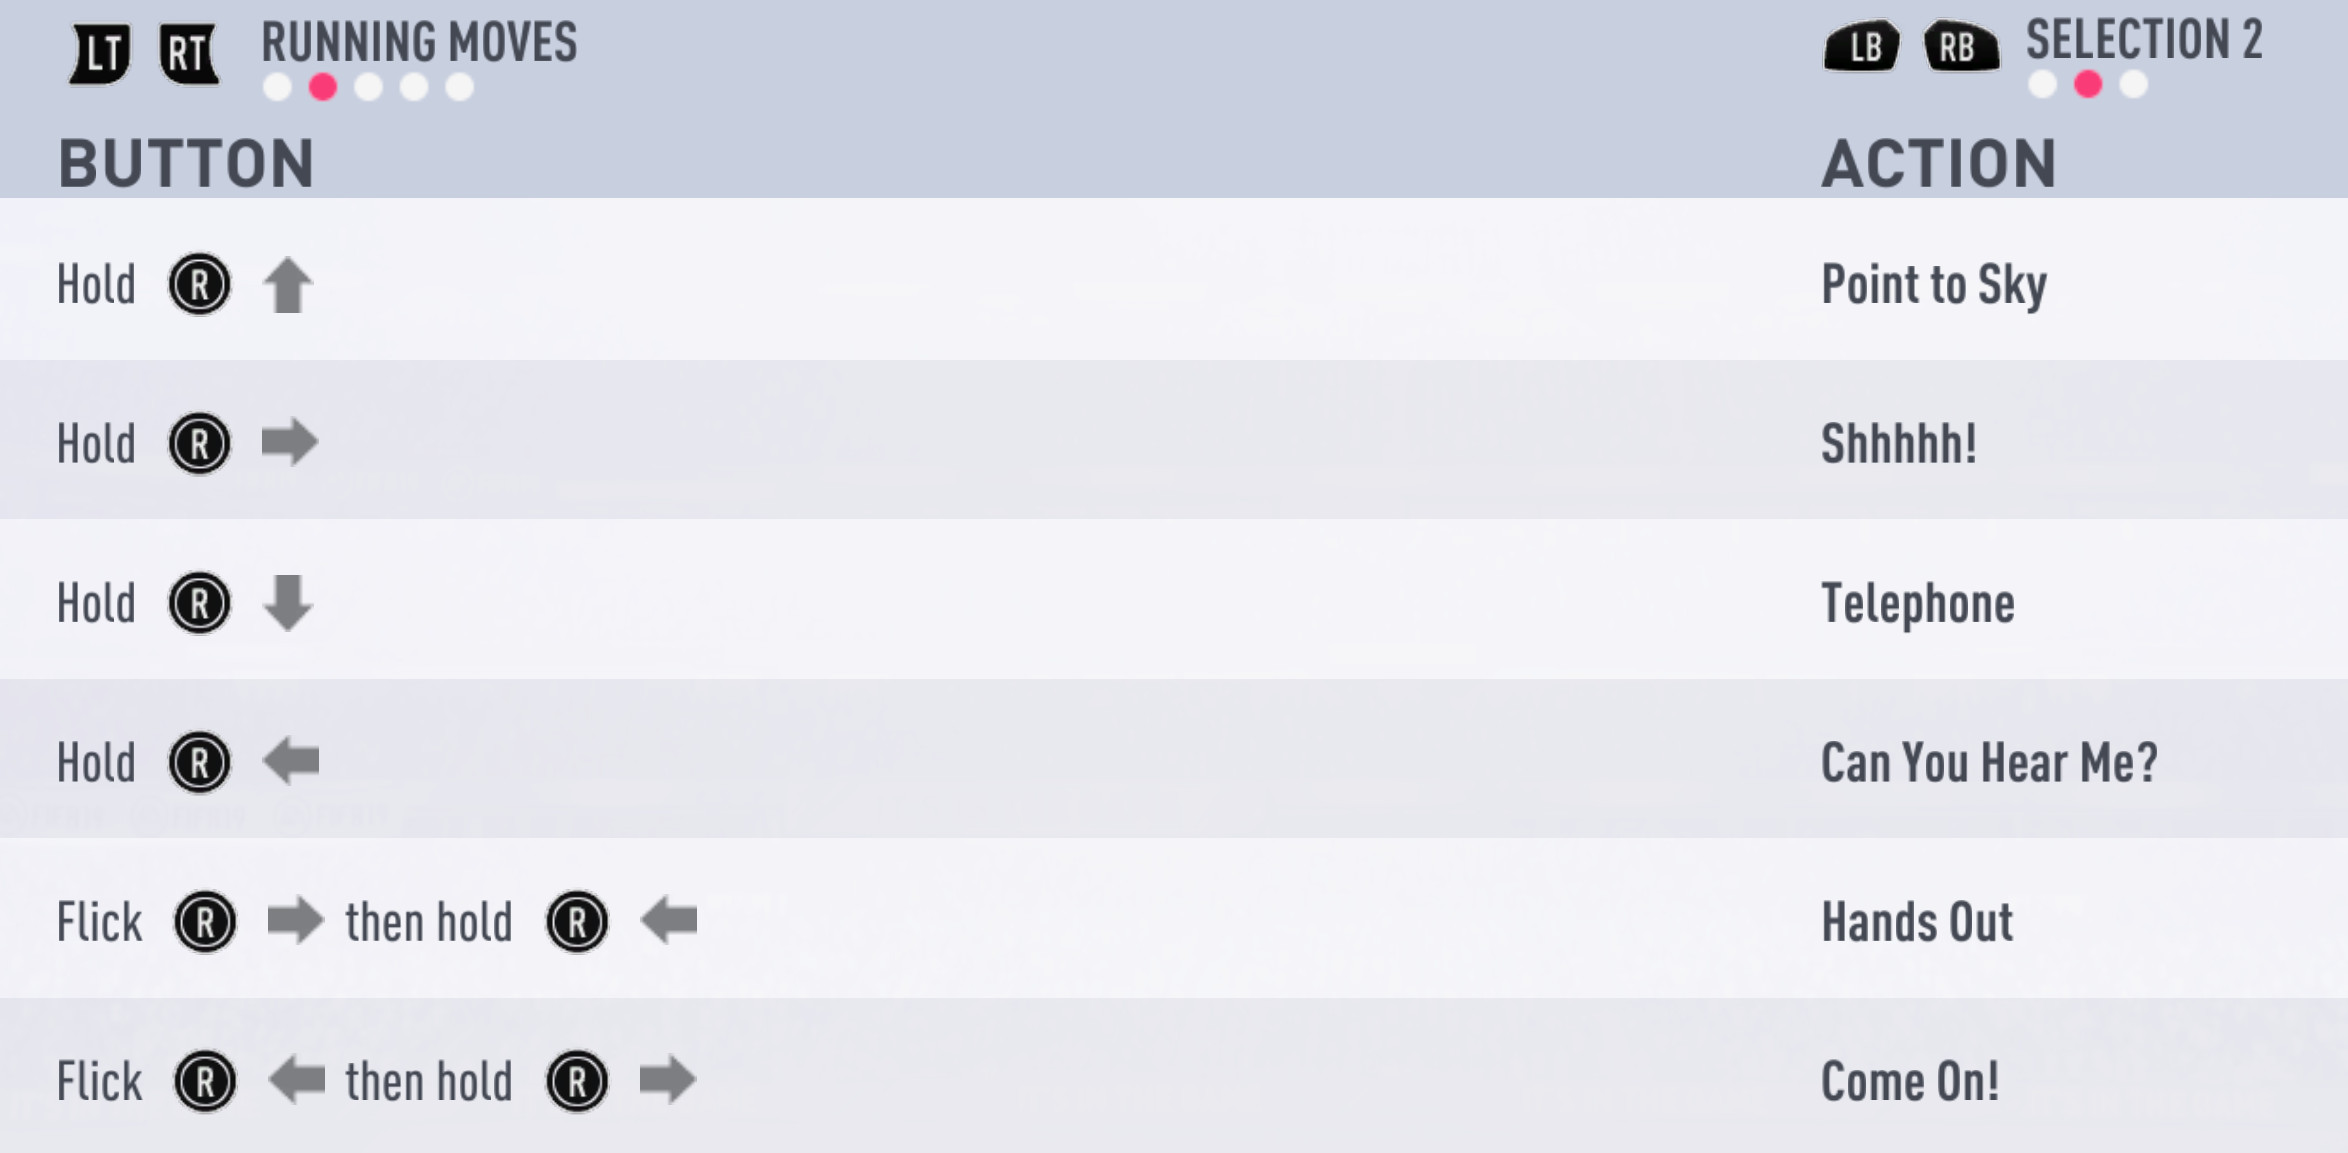 LT RT RUNNING MOVES
LB RB SELECTION 2
BUTTON ACTION
Hold R Point to Sky
Hold R Shhhhh!
Hold R Telephone
Hold R Can You Hear Me?
Flick R then hold R Hands Out
Flick R then hold R Come On!